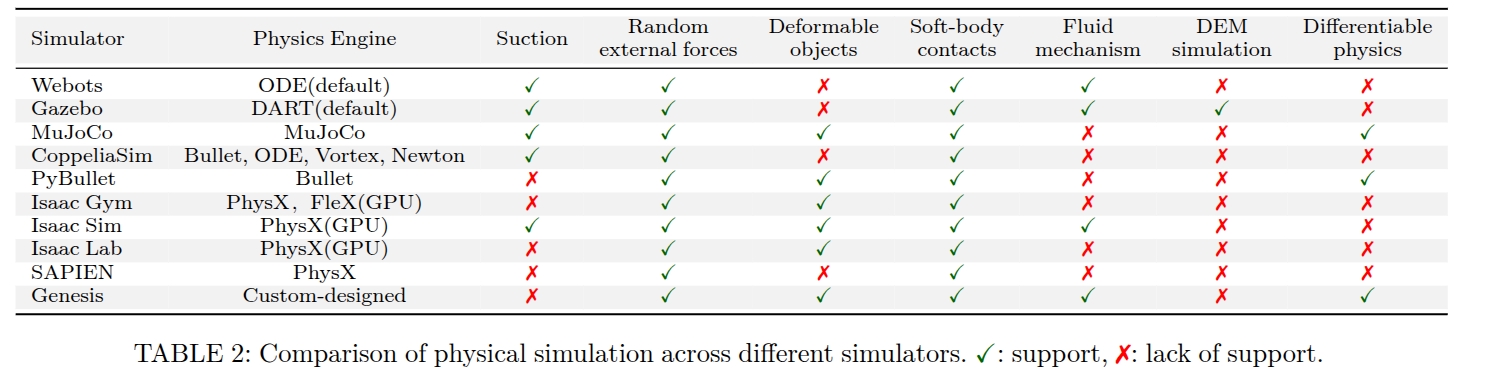 Simulator Physics Engine Suction Random external forces Deformable objects Soft-body contacts Fluid mechanism DEM simulation Differentiable physics
Webots ODE(default) ✓ ✓ ✗ ✓ ✓ ✗ ✗
Gazebo DART(default) ✓ ✓ ✗ ✓ ✓ ✓ ✗
MuJoCo MuJoCo ✓ ✓ ✓ ✓ ✗ ✗ ✓
CoppeliaSim Bullet, ODE, Vortex, Newton ✓ ✓ ✗ ✓ ✗ ✗ ✗
PyBullet Bullet ✗ ✓ ✓ ✓ ✗ ✗ ✓
Isaac Gym PhysX, FleX(GPU) ✗ ✓ ✓ ✓ ✗ ✗ ✗
Isaac Sim PhysX(GPU) ✓ ✓ ✓ ✓ ✓ ✗ ✗
Isaac Lab PhysX(GPU) ✗ ✓ ✓ ✓ ✗ ✗ ✗
SAPIEN PhysX ✗ ✓ ✗ ✓ ✗ ✗ ✗
Genesis Custom-designed ✗ ✓ ✓ ✓ ✓ ✗ ✓
TABLE 2: Comparison of physical simulation across different simulators. ✓: support, ✗: lack of support.